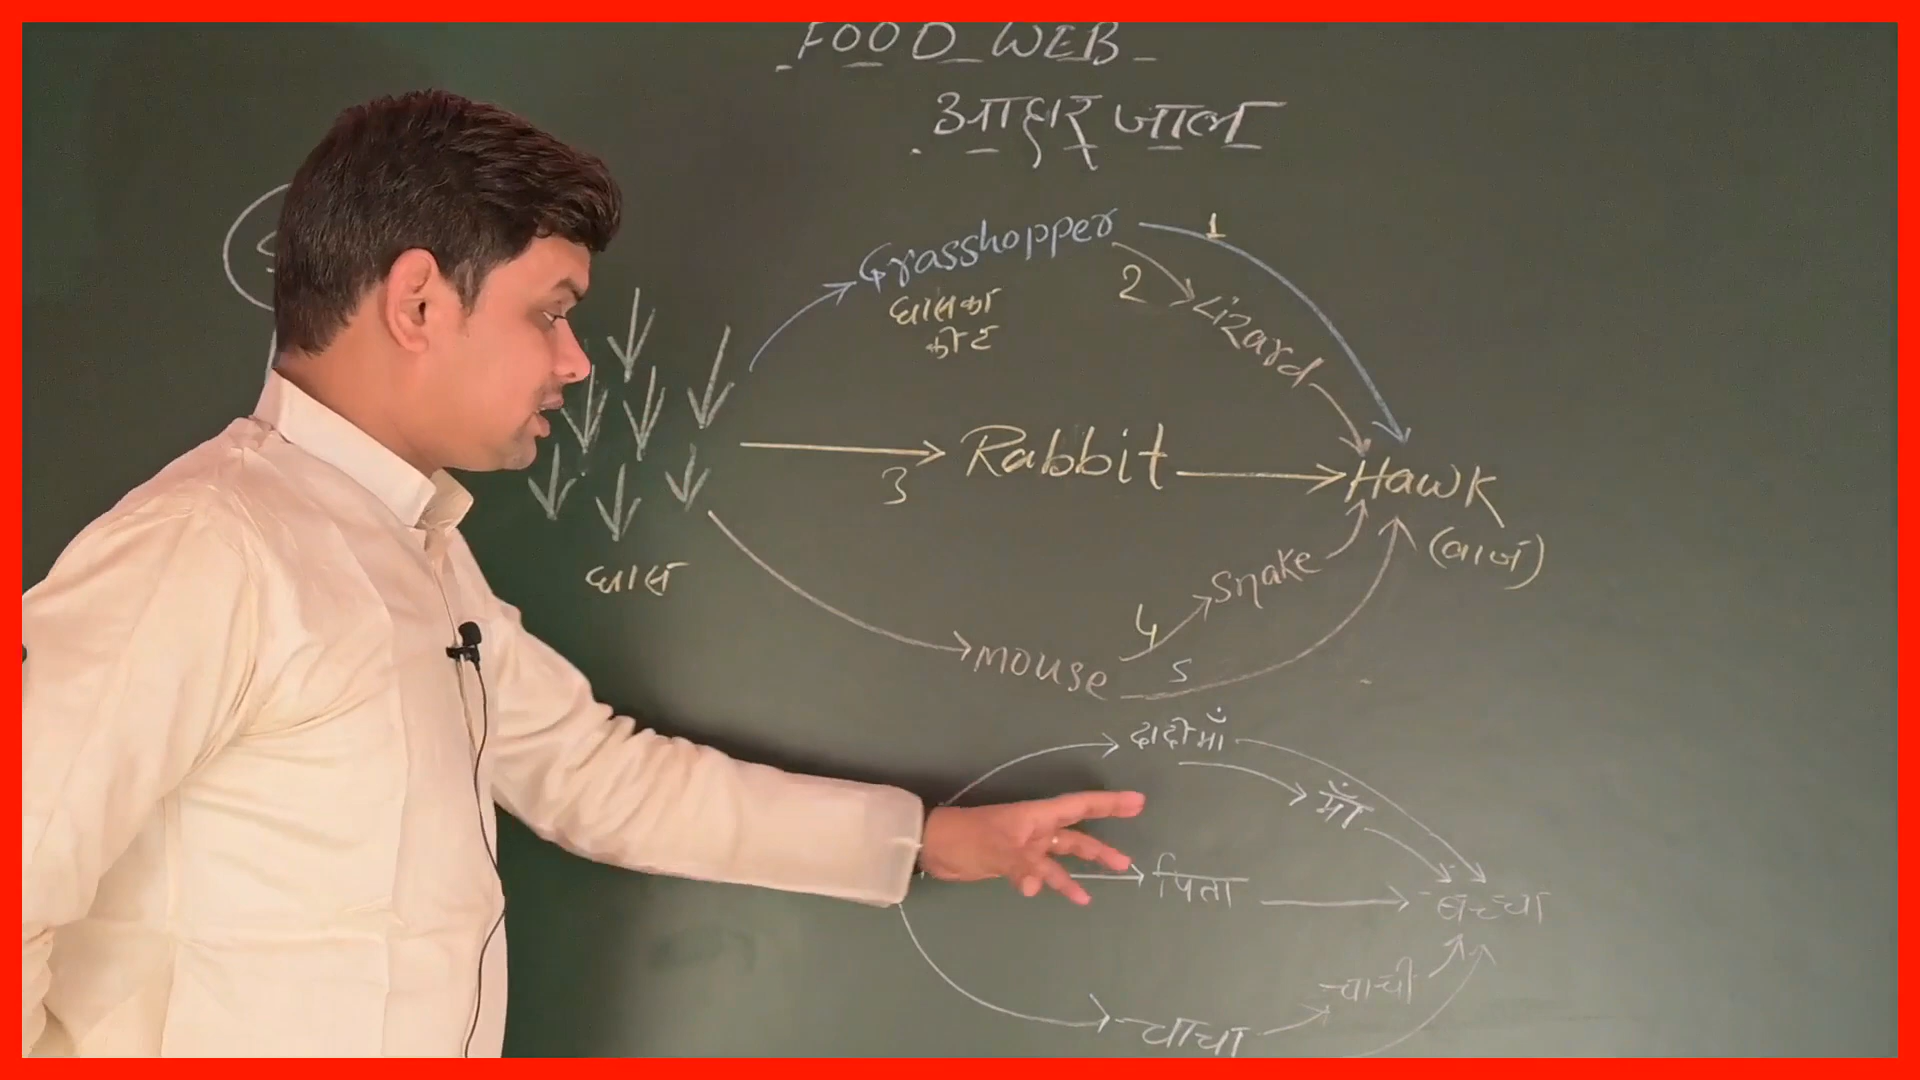 FOOD WEB
आहार जाल
Grasshopper
1
2
Lizard
घास का
कीट
3
Rabbit
Hawk
(बाज)
घास
4
Snake
Mouse
5
दादी माँ
माँ
पिता
बच्चा
चाची
चाचा